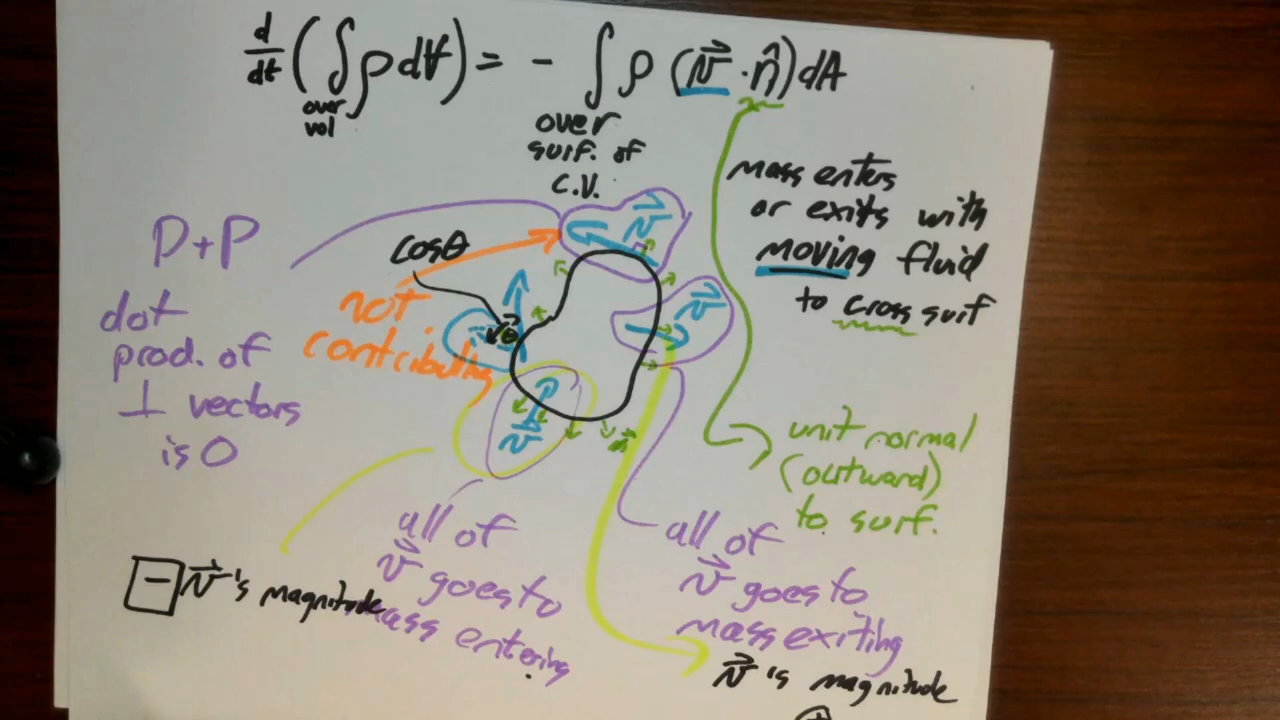 d/dt (∫ρ dV) = - ∫ρ (v⃗ · n̂) dA
over
vol
over
surf. of
C.V.
mass enters
or exits with
moving fluid
to cross surf
D+P
dot
prod. of
⊥ vectors
is 0
cosθ
not
contributing
v⃗
v⃗
θ
v⃗
n̂
unit normal
(outward)
to surf.
all of
v⃗ goes to
mass entering
all of
v⃗ goes to
mass exiting
- v⃗'s magnitude
v⃗'s magnitude
+